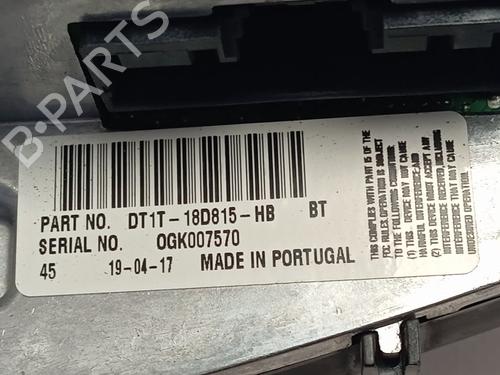 B-PARTS
PART NO. DT1T-18D815-HB BT
SERIAL NO. 0GK007570
45 19-04-17 MADE IN PORTUGAL
THIS COMPLIES WITH PART 15 OF THE
FCC RULES. OPERATION IS SUBJECT
TO THE FOLLOWING CONDITIONS:
(1) THIS DEVICE MAY NOT CAUSE
HARMFUL INTERFERENCE AND
(2) THIS DEVICE MUST ACCEPT ANY
INTERFERENCE RECEIVED, INCLUDING
INTERFERENCE THAT MAY CAUSE
UNDESIRED OPERATION